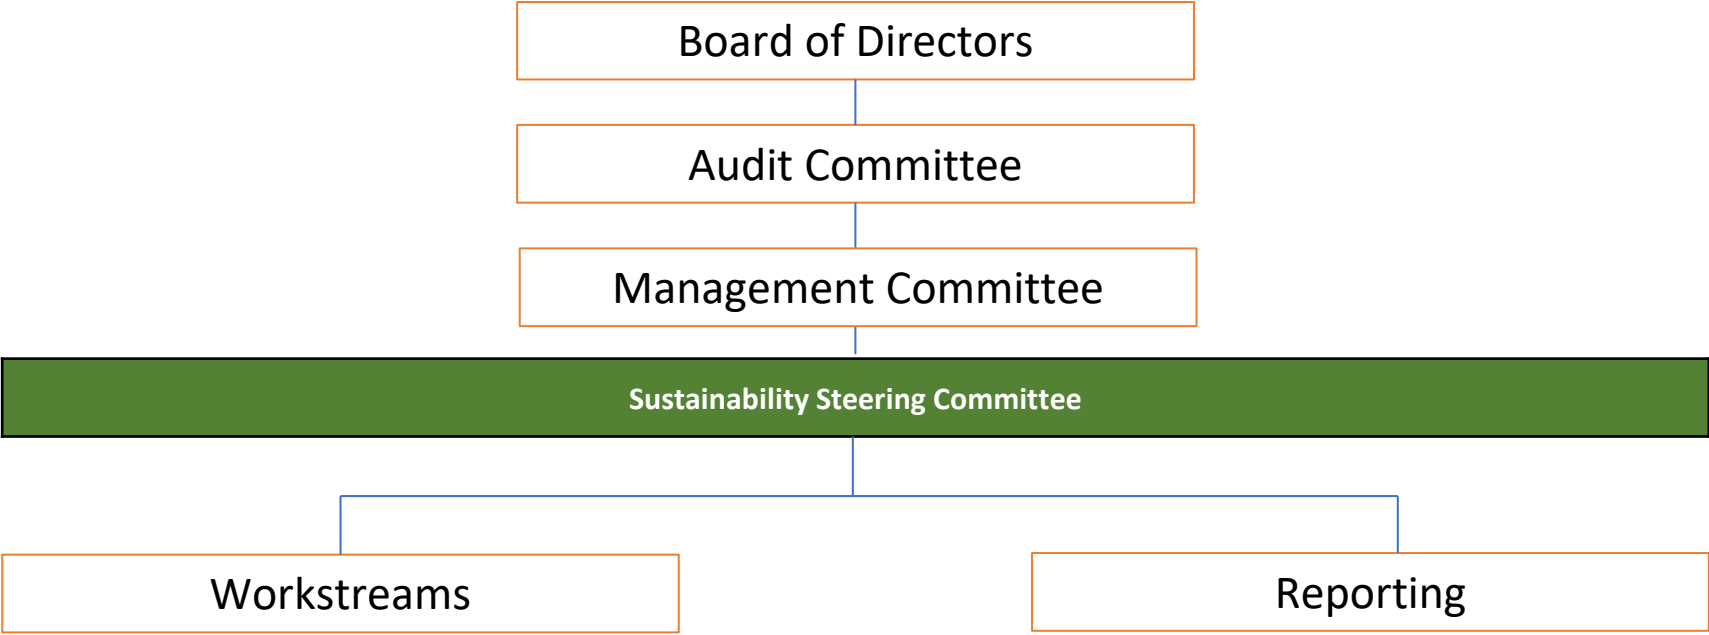 Board of Directors
Audit Committee
Management Committee
Sustainability Steering Committee
Workstreams
Reporting